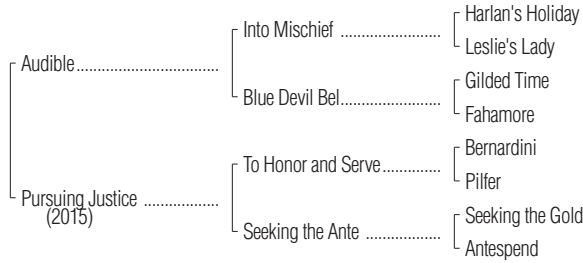 Harlan's Holiday
Into Mischief ....................
Leslie's Lady
Audible............................
Gilded Time
Blue Devil Bel....................
Fahamore
Bernardini
To Honor and Serve............
Pilfer
Pursuing Justice ...............
(2015)
Seeking the Gold
Seeking the Ante ...............
Antespend